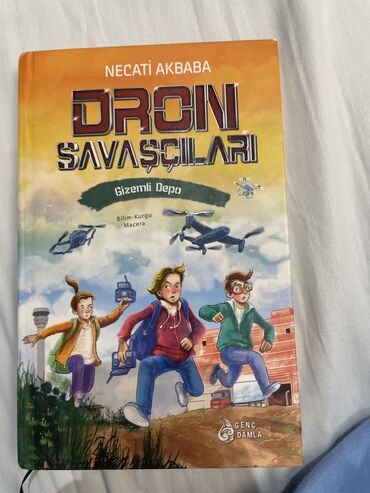 NECATİ AKBABA
DRON
SAVAŞÇILARI
Gizemli Depo
Bilim-Kurgu
Macera
GENÇ
DAMLA